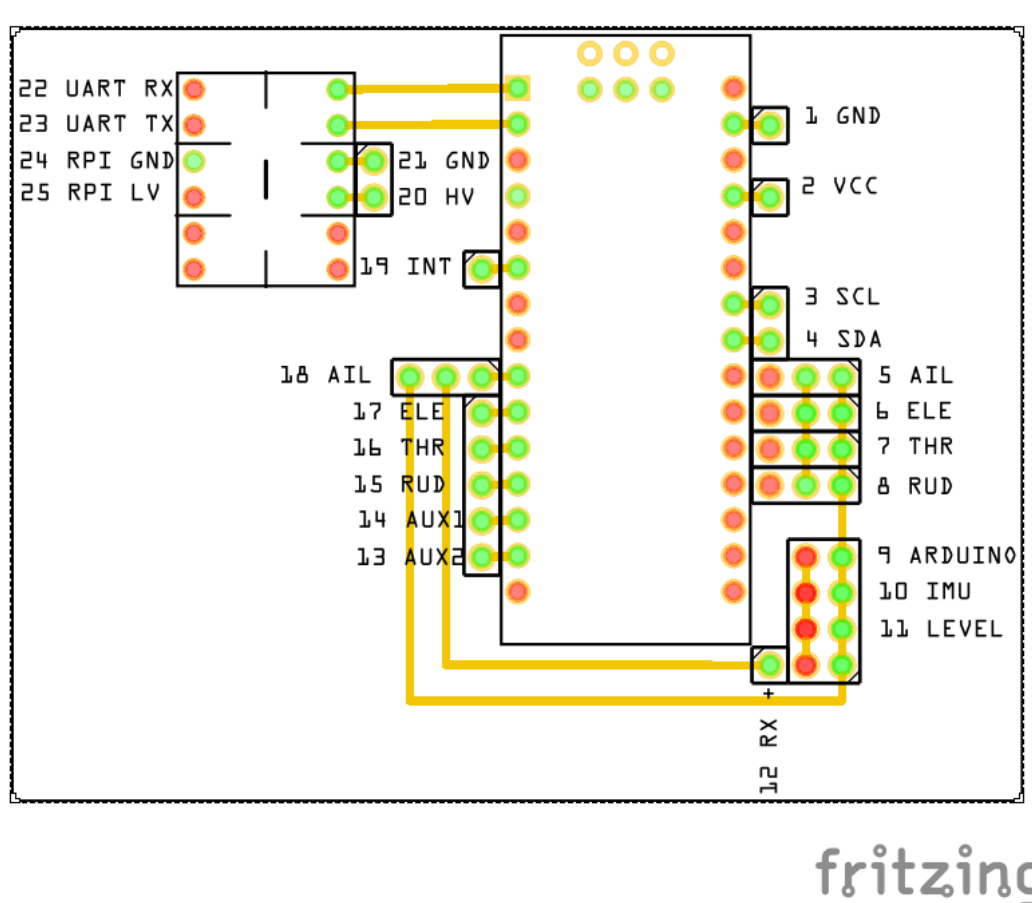 22 UART RX
23 UART TX
24 RPI GND
25 RPI LV
21 GND
20 HV
19 INT
18 AIL
17 ELE
16 THR
15 RUD
14 AUX1
13 AUX2
1 GND
2 VCC
3 SCL
4 SDA
5 AIL
6 ELE
7 THR
8 RUD
9 ARDUINO
10 IMU
11 LEVEL
12 RX +
fritzing